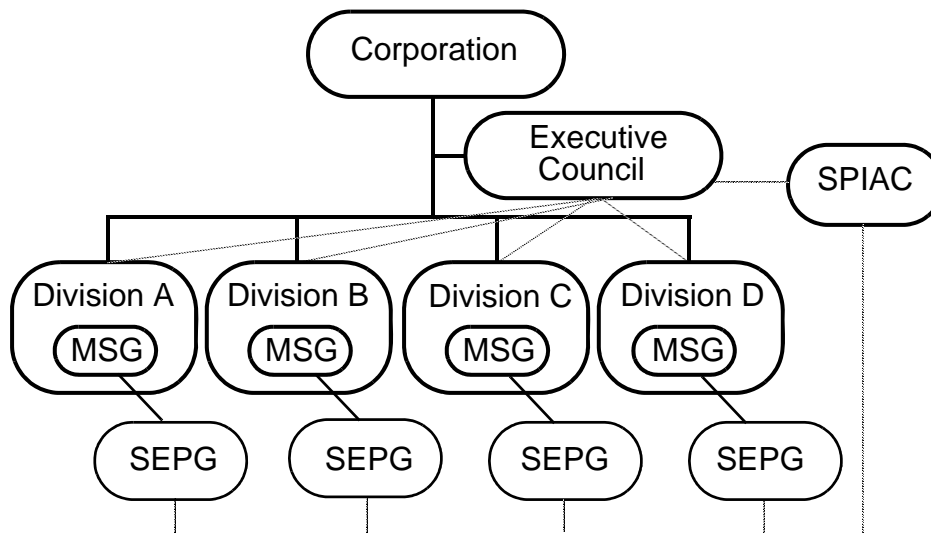 Corporation
Executive
Council
SPIAC
Division A
Division B
Division C
Division D
MSG
MSG
MSG
MSG
SEPG
SEPG
SEPG
SEPG